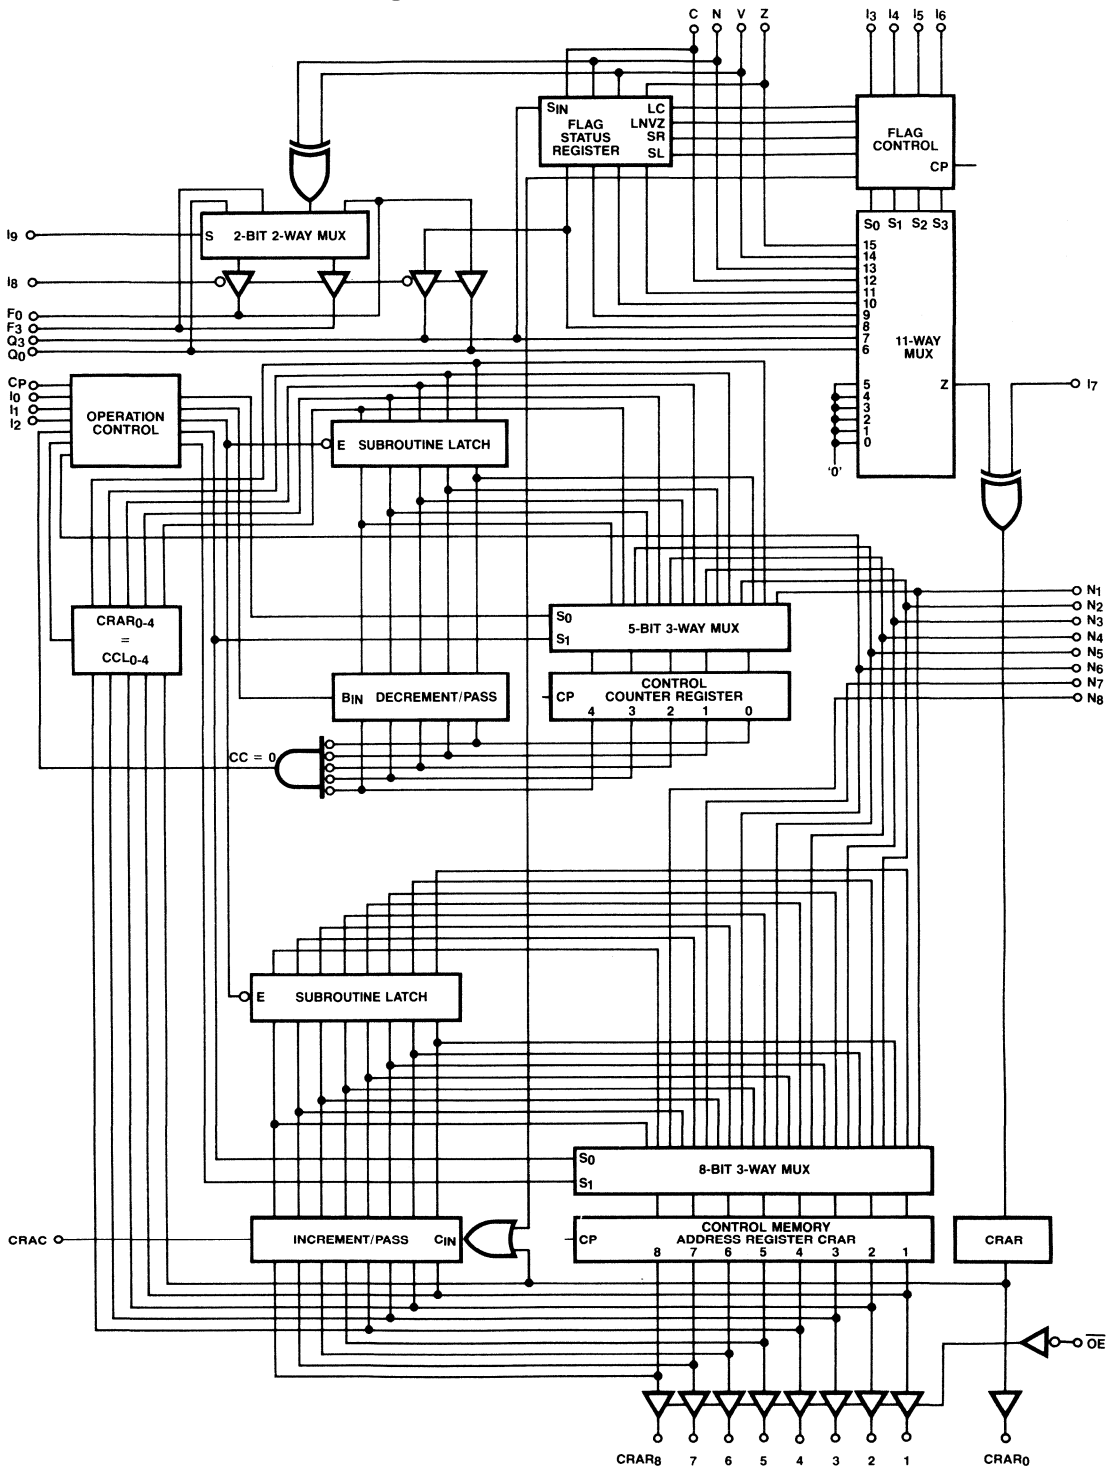 C N V Z
I3 I4 I5 I6
SIN LC
FLAG LNVZ
STATUS SR
REGISTER SL
FLAG
CONTROL
CP
I9
S 2-BIT 2-WAY MUX
S0 S1 S2 S3
15
14
13
12
11
10
9
8
7
6
11-WAY
MUX
I8
F0
F3
Q3
Q0
CP
I0
I1
I2
OPERATION
CONTROL
5
4
3
2
1
0
Z
I7
'0'
E SUBROUTINE LATCH
N1
N2
N3
N4
N5
N6
N7
N8
CRAR0-4
=
CCL0-4
S0
S1
5-BIT 3-WAY MUX
BIN DECREMENT/PASS
CP
CONTROL
COUNTER REGISTER
4 3 2 1 0
CC = 0
E SUBROUTINE LATCH
S0
S1
8-BIT 3-WAY MUX
CRAC
INCREMENT/PASS CIN
CP
CONTROL MEMORY
ADDRESS REGISTER CRAR
8 7 6 5 4 3 2 1
CRAR
OE
CRAR8 7 6 5 4 3 2 1 CRAR0